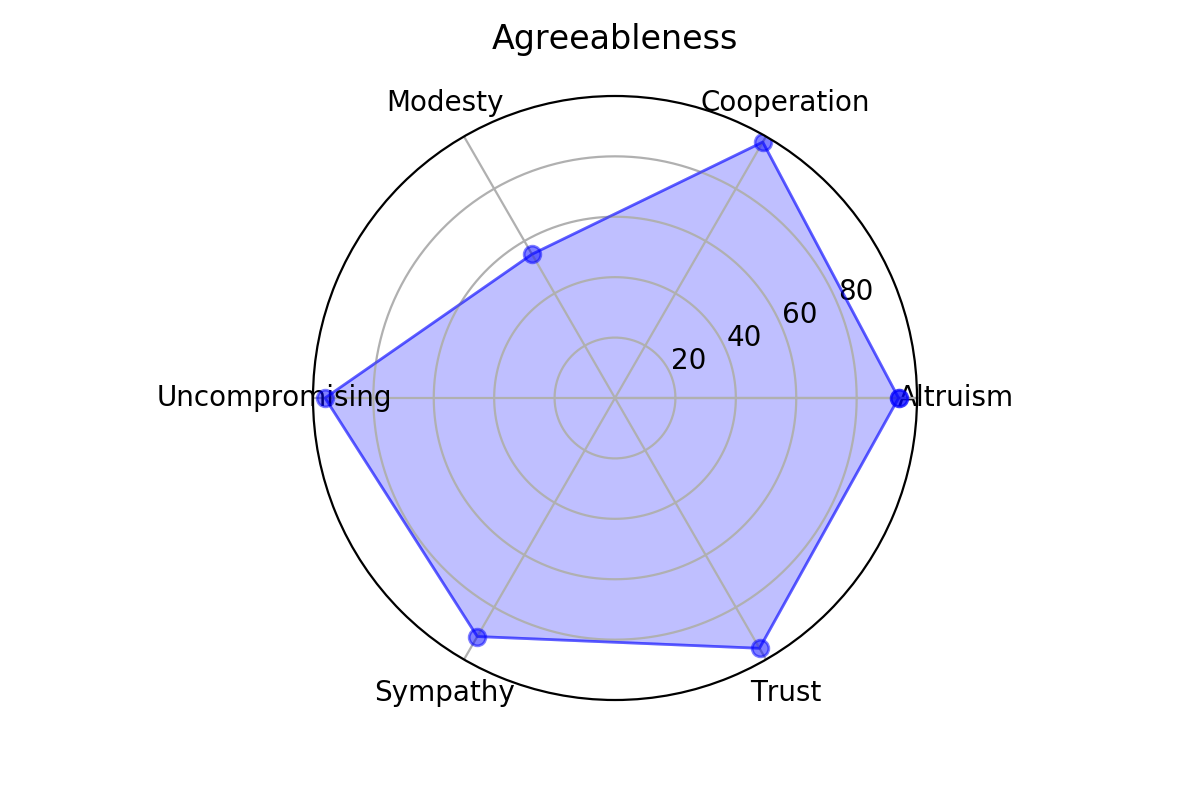 Agreeableness
Modesty
Cooperation
80
60
40
20
Uncompromising
Altruism
Sympathy
Trust